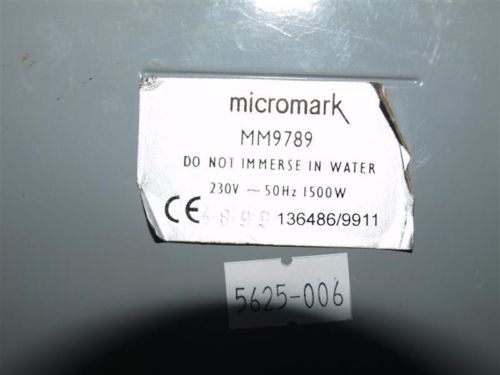 micromark
MM9789
DO NOT IMMERSE IN WATER
230V ~ 50Hz 1500W
CE 136486/9911
5625-006